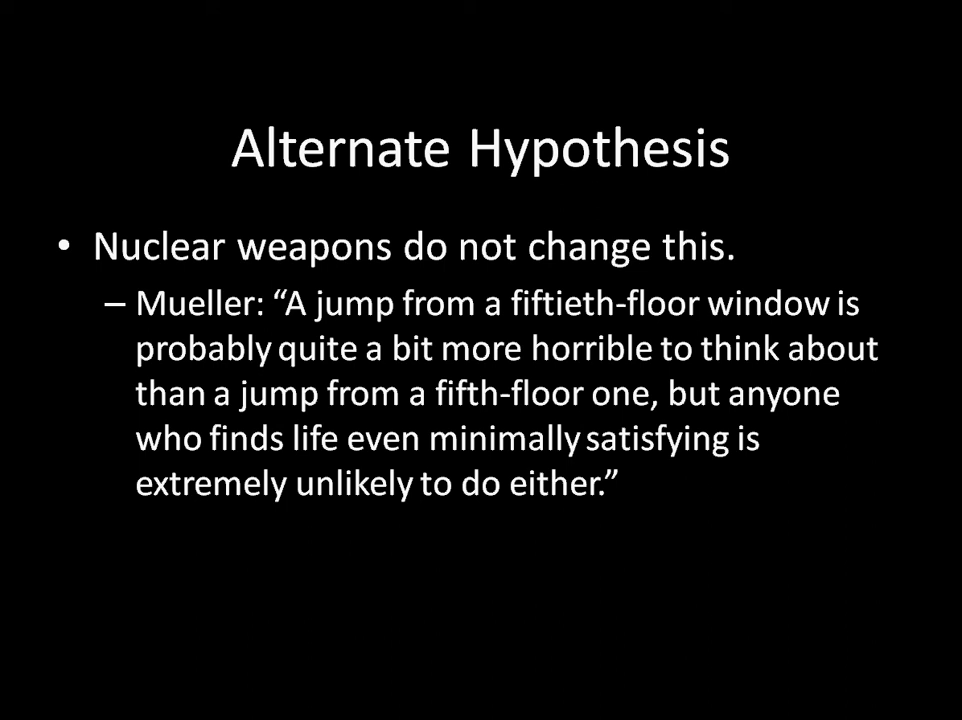 Alternate Hypothesis
• Nuclear weapons do not change this.
– Mueller: “A jump from a fiftieth-floor window is
probably quite a bit more horrible to think about
than a jump from a fifth-floor one, but anyone
who finds life even minimally satisfying is
extremely unlikely to do either.”